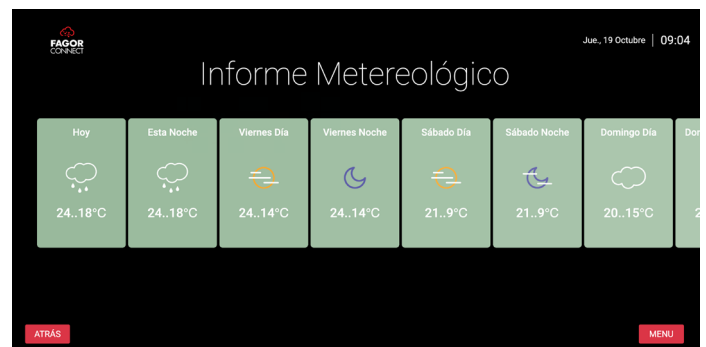 FAGOR
CONNECT
Jue., 19 Octubre | 09:04
Informe Metereológico
Hoy
24..18°C
Esta Noche
24..18°C
Viernes Día
24..14°C
Viernes Noche
24..14°C
Sábado Día
21..9°C
Sábado Noche
21..9°C
Domingo Día
20..15°C
ATRÁS
MENU